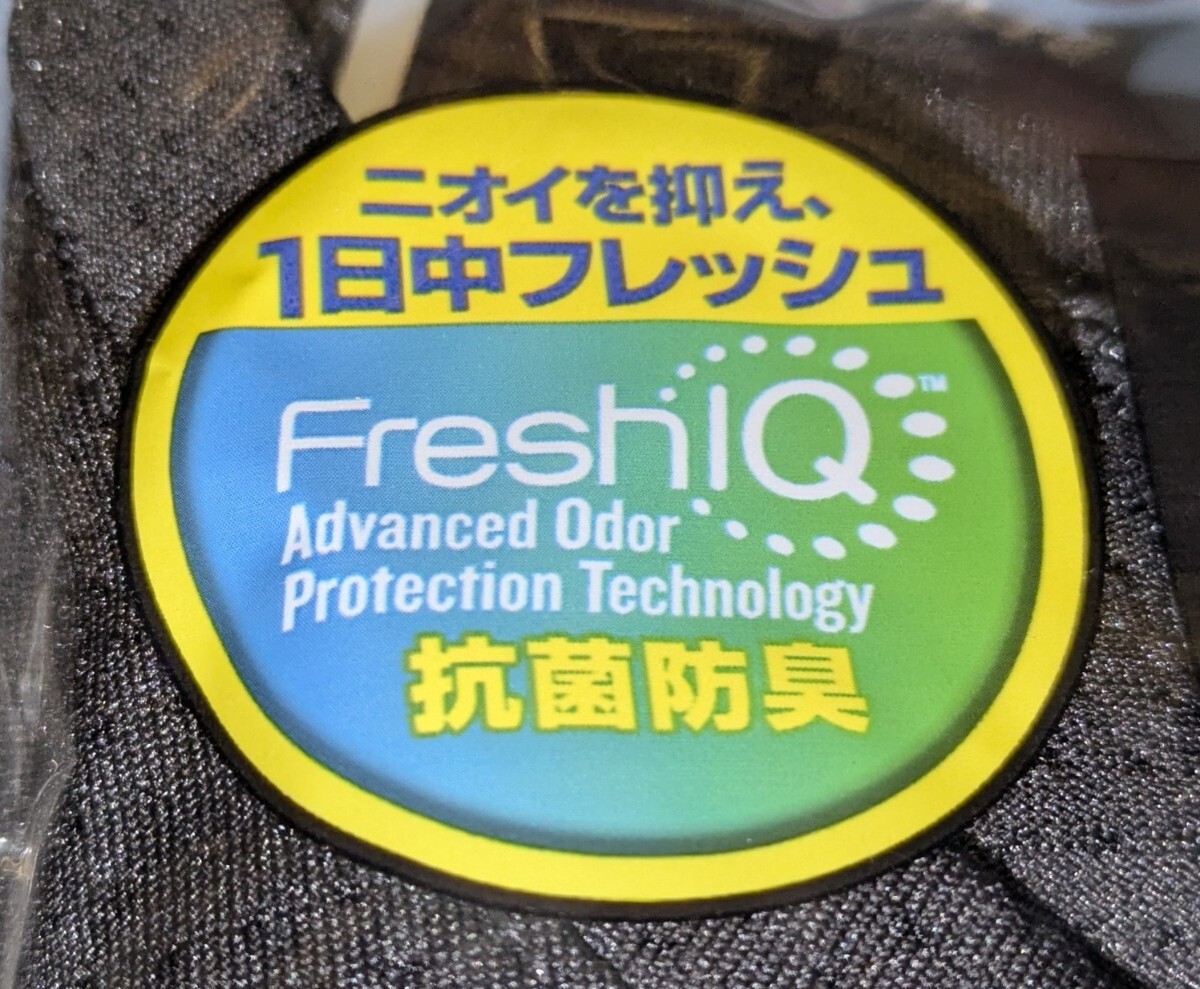 ニオイを抑え、
1日中フレッシュ
FreshIQ™
Advanced Odor
Protection Technology
抗菌防臭